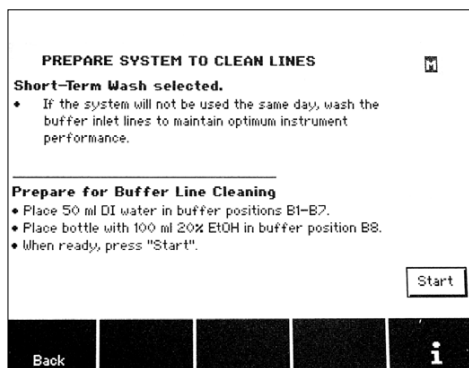 PREPARE SYSTEM TO CLEAN LINES
M
Short-Term Wash selected.
• If the system will not be used the same day, wash the
buffer inlet lines to maintain optimum instrument
performance.
Prepare for Buffer Line Cleaning
• Place 50 ml DI water in buffer positions B1-B7.
• Place bottle with 100 ml 20% EtOH in buffer position B8.
• When ready, press "Start".
Start
Back
i